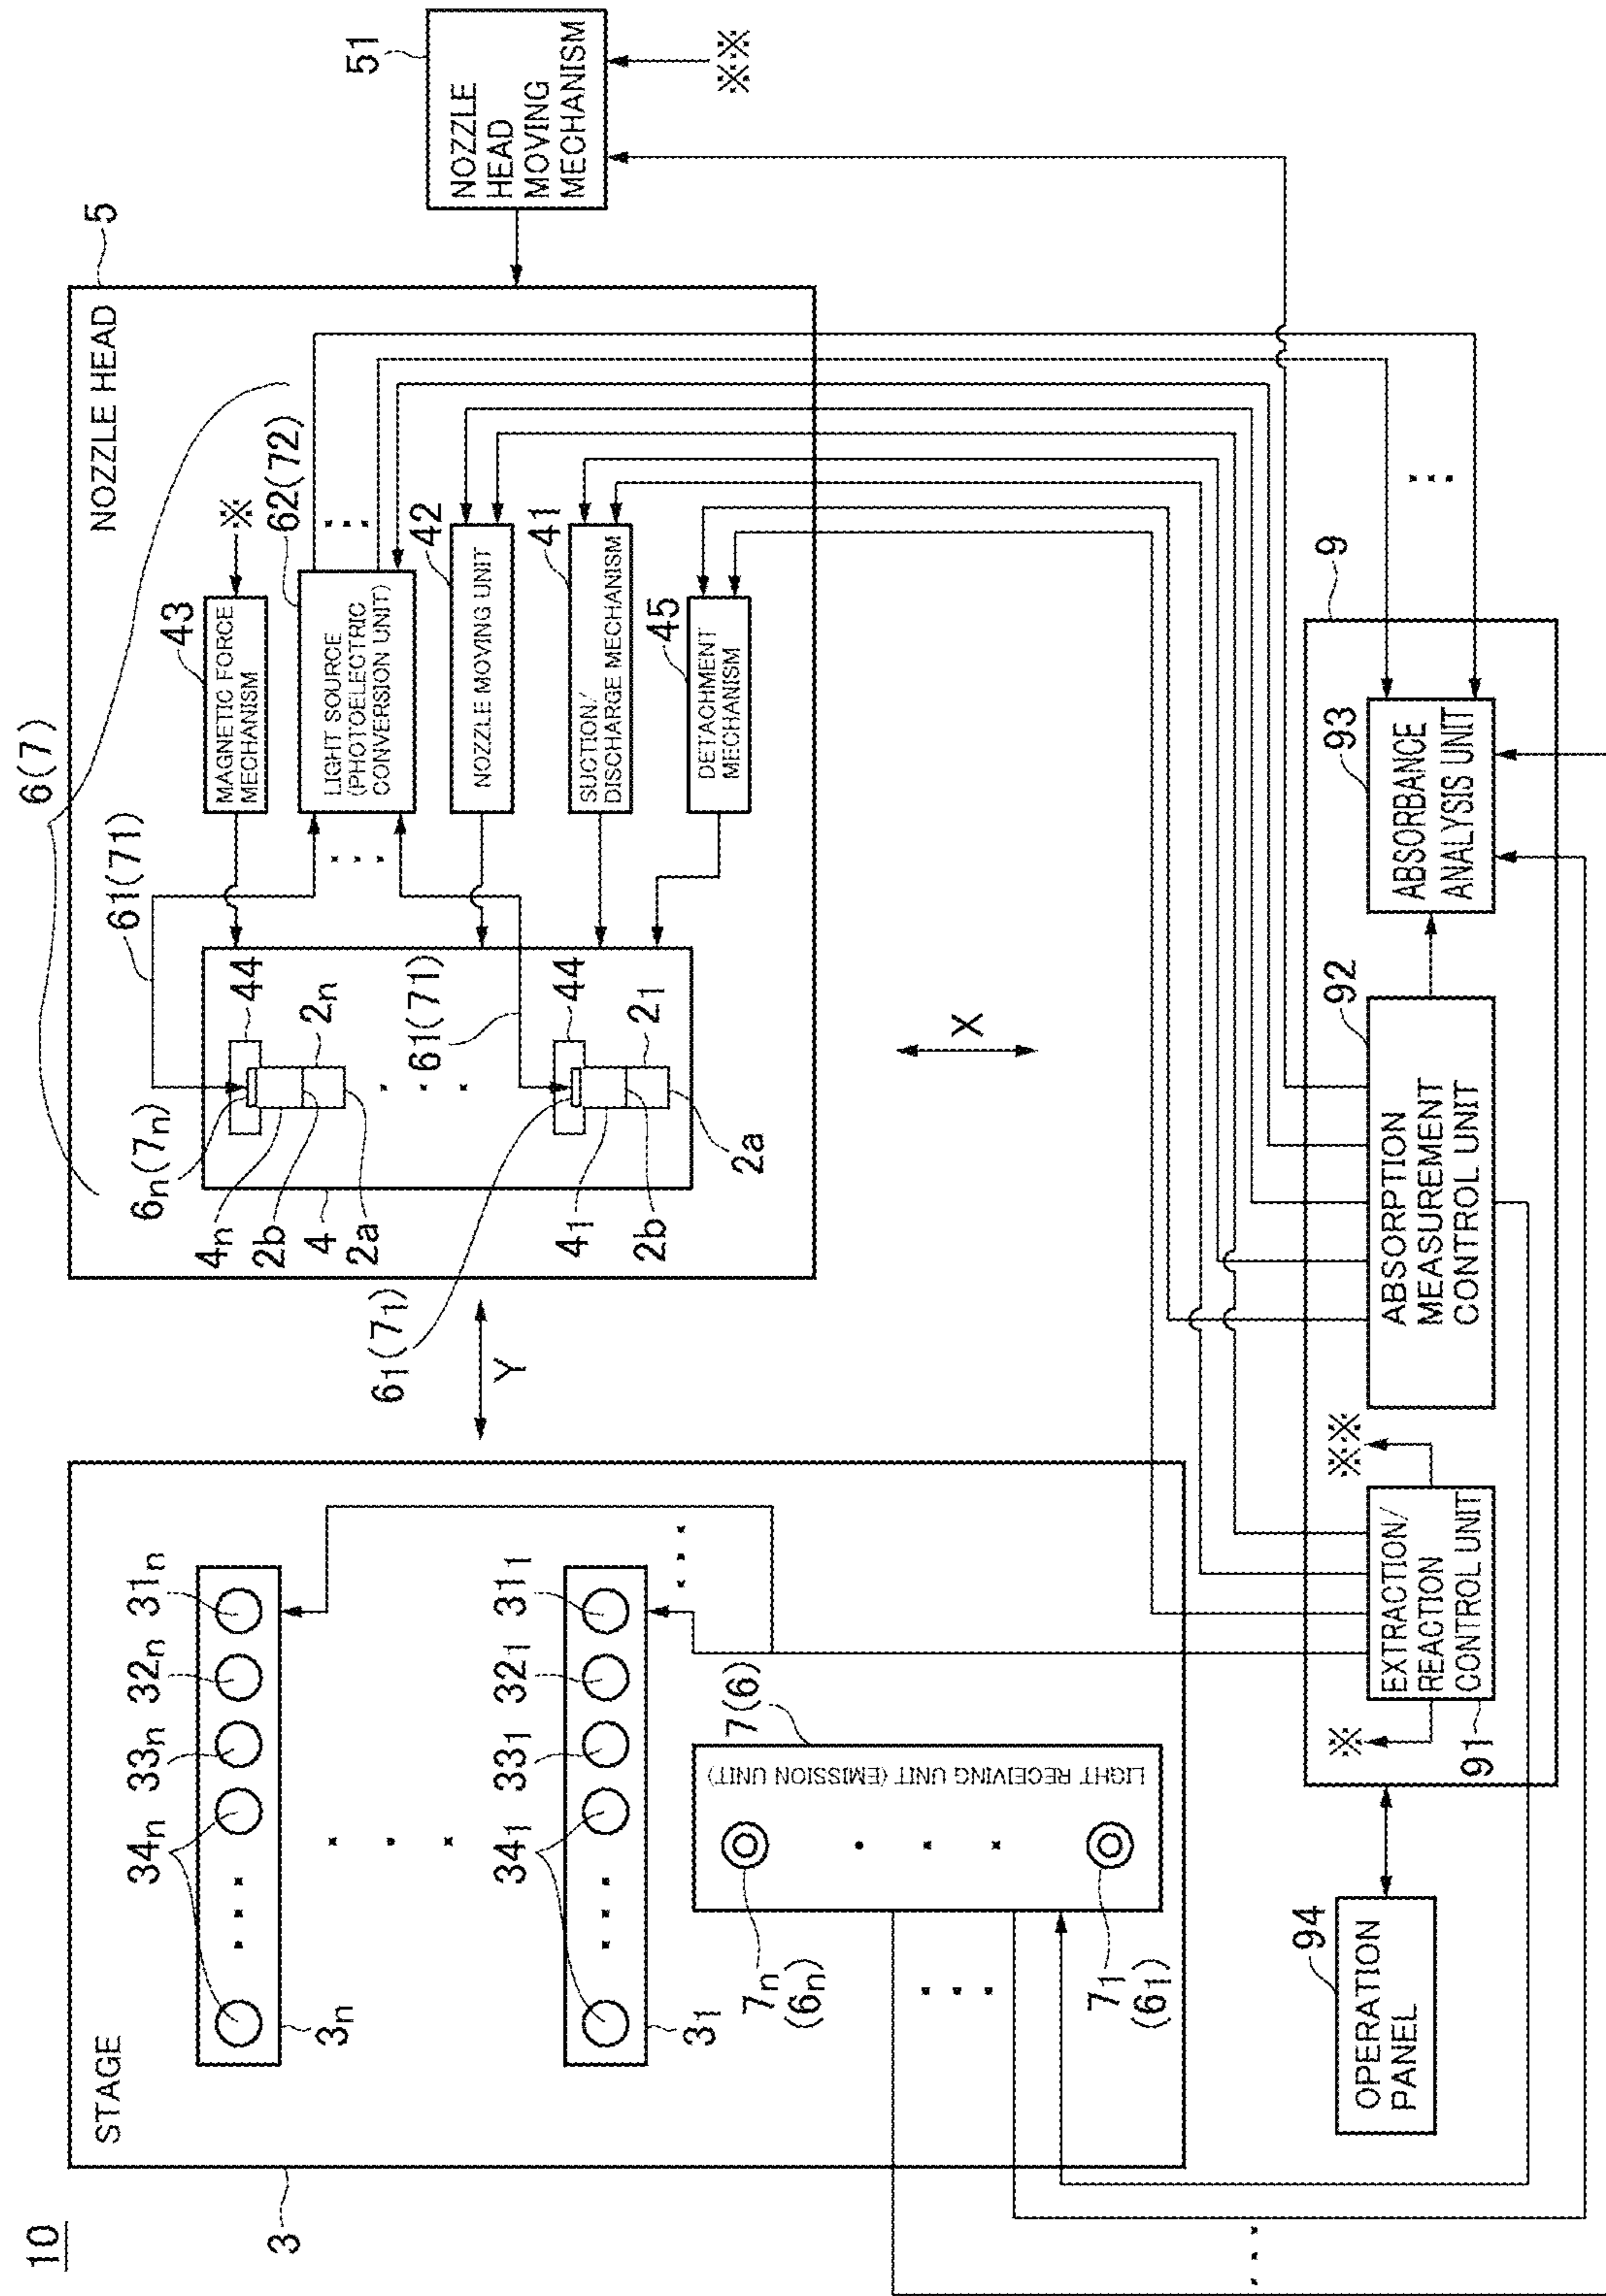 10
STAGE
3
34n
33n
32n
31n
3n
34₁
33₁
32₁
31₁
3₁
7(6)
LIGHT RECEIVING UNIT (EMISSION UNIT)
7n
(6n)
7₁
(6₁)
Y
X
6(7)
NOZZLE HEAD
5
6n(7n)
61(71)
44
4n
2b
2n
4
2a
61(71)
44
6₁(7₁)
4₁
2₁
2b
2a
43
MAGNETIC FORCE
MECHANISM
※
62(72)
LIGHT SOURCE
(PHOTOELECTRIC
CONVERSION UNIT)
42
NOZZLE MOVING UNIT
41
SUCTION/
DISCHARGE MECHANISM
45
DETACHMENT
MECHANISM
51
NOZZLE
HEAD
MOVING
MECHANISM
※※
94
OPERATION
PANEL
9
※
※※
91
EXTRACTION/
REACTION
CONTROL UNIT
92
ABSORPTION
MEASUREMENT
CONTROL UNIT
93
ABSORBANCE
ANALYSIS UNIT